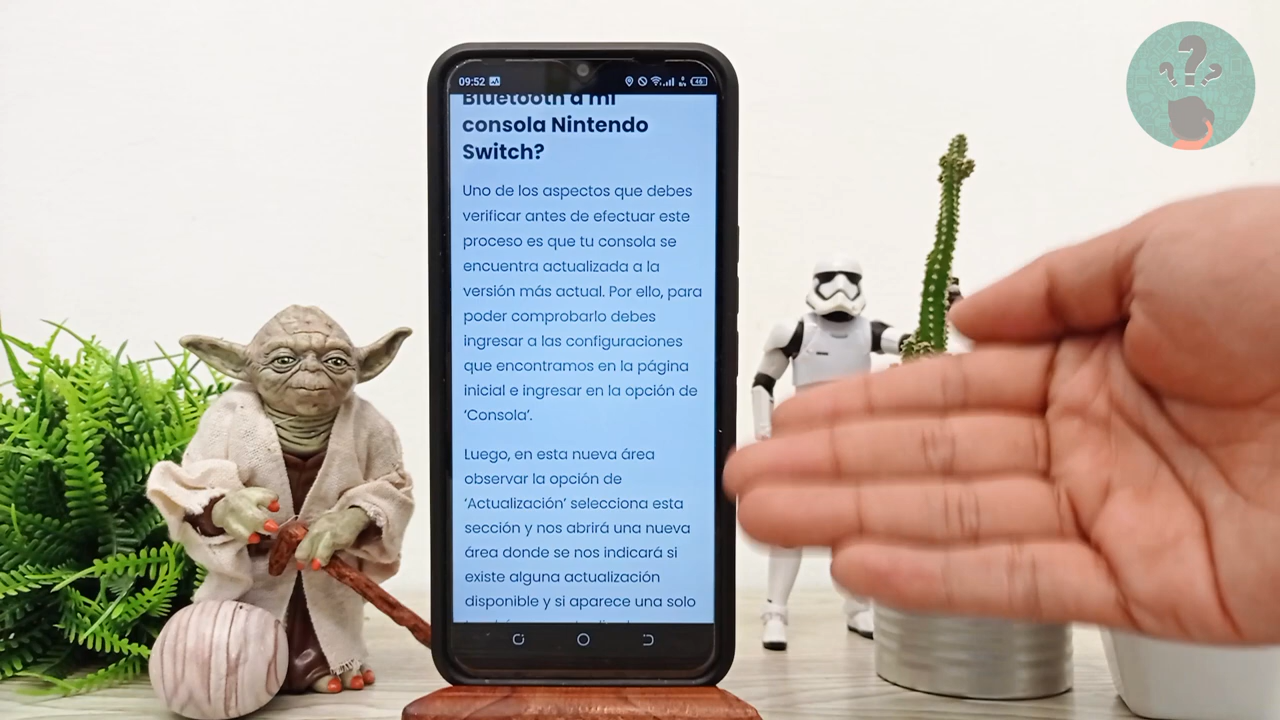 09:52
46
Bluetooth a mi
consola Nintendo
Switch?
Uno de los aspectos que debes
verificar antes de efectuar este
proceso es que tu consola se
encuentra actualizada a la
versión más actual. Por ello, para
poder comprobarlo debes
ingresar a las configuraciones
que encontramos en la página
inicial e ingresar en la opción de
‘Consola’.
Luego, en esta nueva área
observar la opción de
‘Actualización’ selecciona esta
sección y nos abrirá una nueva
área donde se nos indicará si
existe alguna actualización
disponible y si aparece una solo